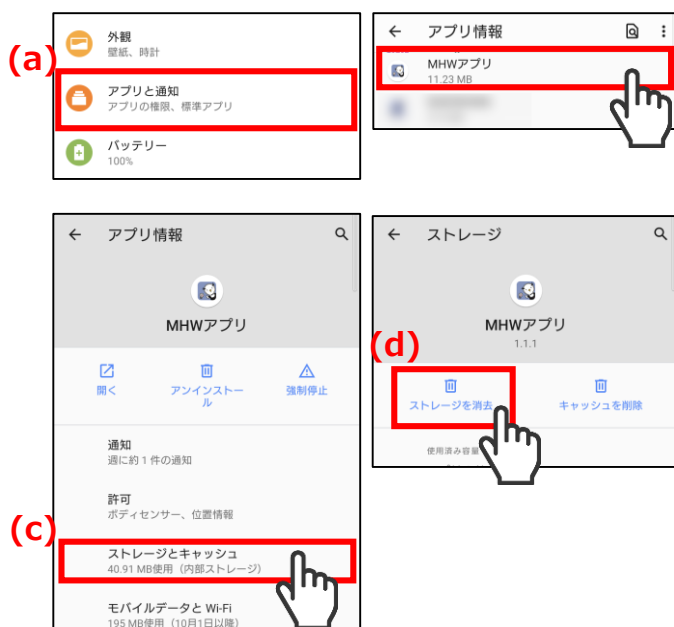 (a)
外観
壁紙、時計
アプリと通知
アプリの権限、標準アプリ
バッテリー
100%
アプリ情報
MHWアプリ
11.23 MB
(c)
アプリ情報
MHWアプリ
開く
アンインストー
ル
強制停止
通知
週に約 1 件の通知
許可
ボディセンサー、位置情報
ストレージとキャッシュ
40.91 MB使用（内部ストレージ）
モバイルデータと Wi-Fi
195 MB使用（10月1日以降）
(d)
ストレージ
MHWアプリ
1.1.1
ストレージを消去
キャッシュを削除
使用済み容量